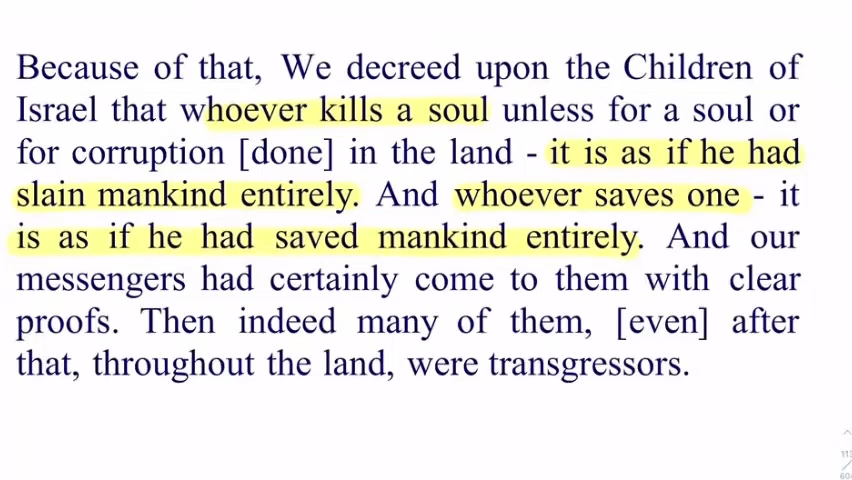 Because of that, We decreed upon the Children of
Israel that whoever kills a soul unless for a soul or
for corruption [done] in the land - it is as if he had
slain mankind entirely. And whoever saves one - it
is as if he had saved mankind entirely. And our
messengers had certainly come to them with clear
proofs. Then indeed many of them, [even] after
that, throughout the land, were transgressors.
113
604